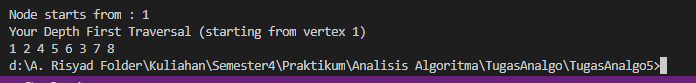 Node starts from : 1
Your Depth First Traversal (starting from vertex 1)
1 2 4 5 6 3 7 8
d:\A. Risyad Folder\Kuliahan\Semester4\Praktikum\Analisis Algoritma\TugasAnalgo\TugasAnalgo5>